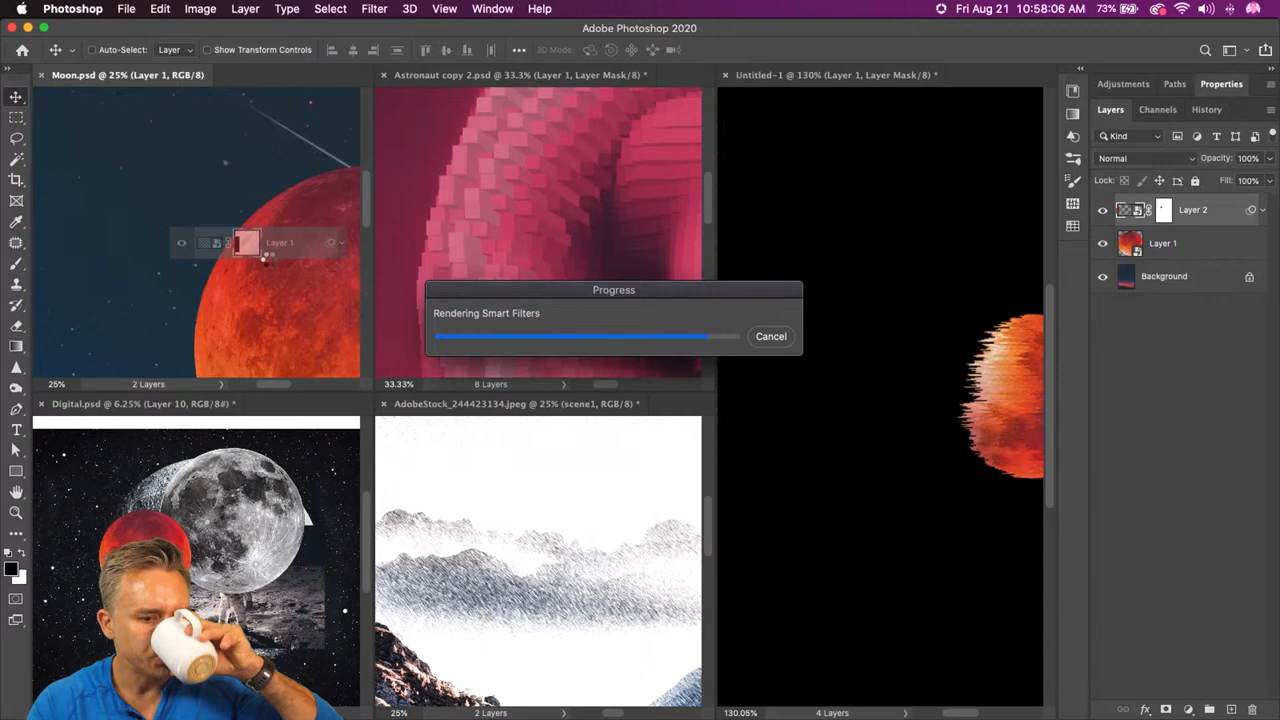 Photoshop File Edit Image Layer Type Select Filter 3D View Window Help Fri Aug 21 10:58:06 AM 73%
Adobe Photoshop 2020
Auto-Select: Layer Show Transform Controls ••• 3D Mode:
Moon.psd @ 25% (Layer 1, RGB/8)
Astronaut copy 2.psd @ 33.3% (Layer 1, Layer Mask/8) *
Untitled-1 @ 130% (Layer 1, Layer Mask/8) *
Adjustments Paths Properties
Layers Channels History
Kind
Normal Opacity: 100%
Lock: Fill: 100%
Layer 2
Layer 1
Layer 1
Background
Progress
Rendering Smart Filters
Cancel
25% 2 Layers
33.33% 8 Layers
Digital.psd @ 6.25% (Layer 10, RGB/8#) *
AdobeStock_244423134.jpeg @ 25% (scene1, RGB/8) *
25% 2 Layers
130.05% 4 Layers